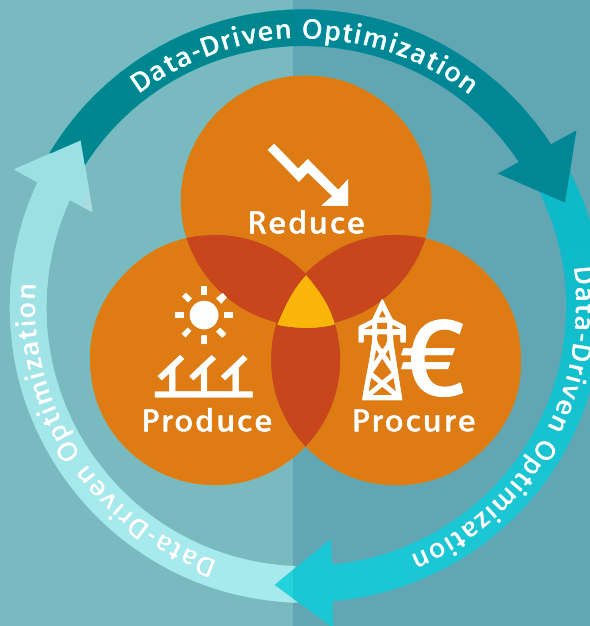 Data-Driven Optimization
Reduce
Produce
€
Procure
Data-Driven Optimization
Data-Driven Optimization